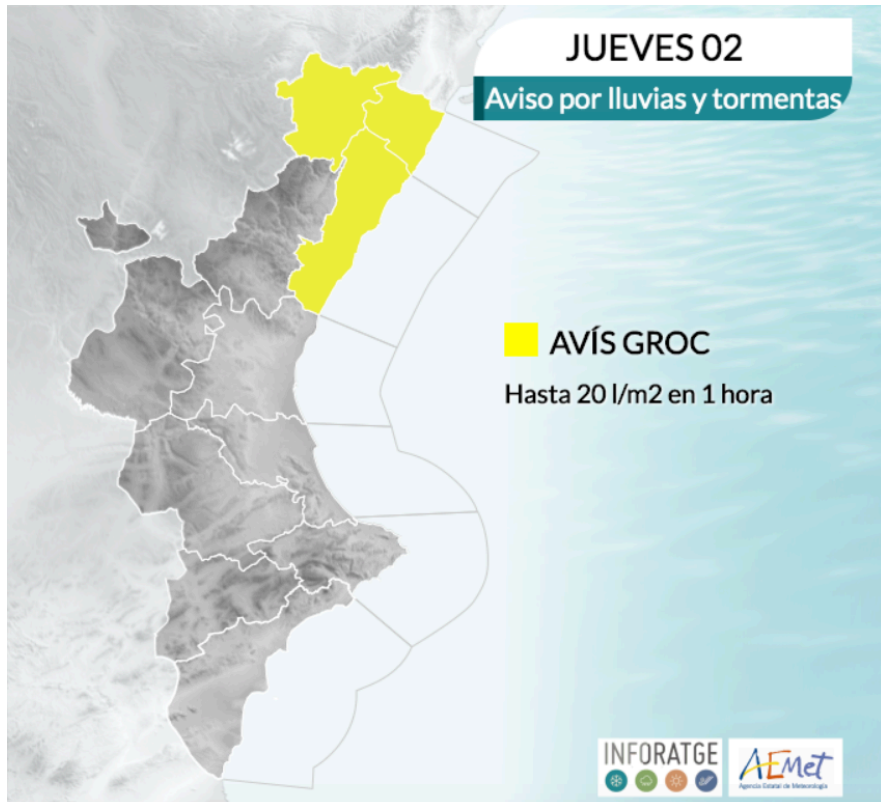 JUEVES 02
Aviso por lluvias y tormentas
AVÍS GROC
Hasta 20 l/m2 en 1 hora
INFORATGE
AEMet
Agencia Estatal de Meteorología